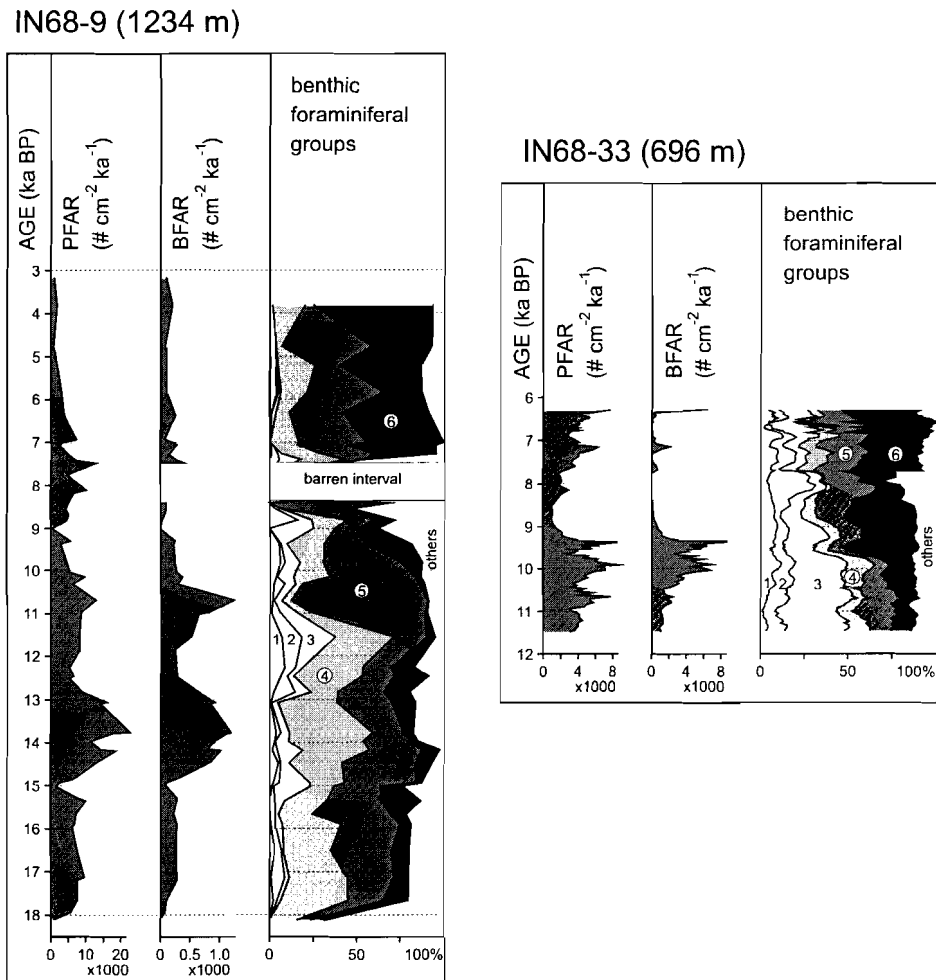 IN68-9 (1234 m)
AGE (ka BP)
PFAR
(# cm⁻² ka⁻¹)
BFAR
(# cm⁻² ka⁻¹)
benthic
foraminiferal
groups
3
4
5
6
7
8
9
10
11
12
13
14
15
16
17
18
6
barren interval
others
5
1 2 3
4
0 10 20
x1000
0 0.5 1.0
x1000
0 50 100%
IN68-33 (696 m)
AGE (ka BP)
PFAR
(# cm⁻² ka⁻¹)
BFAR
(# cm⁻² ka⁻¹)
benthic
foraminiferal
groups
6
7
8
9
10
11
12
5 6
others
1 2 3 4
0 4 8
x1000
0 4 8
x1000
50 100%